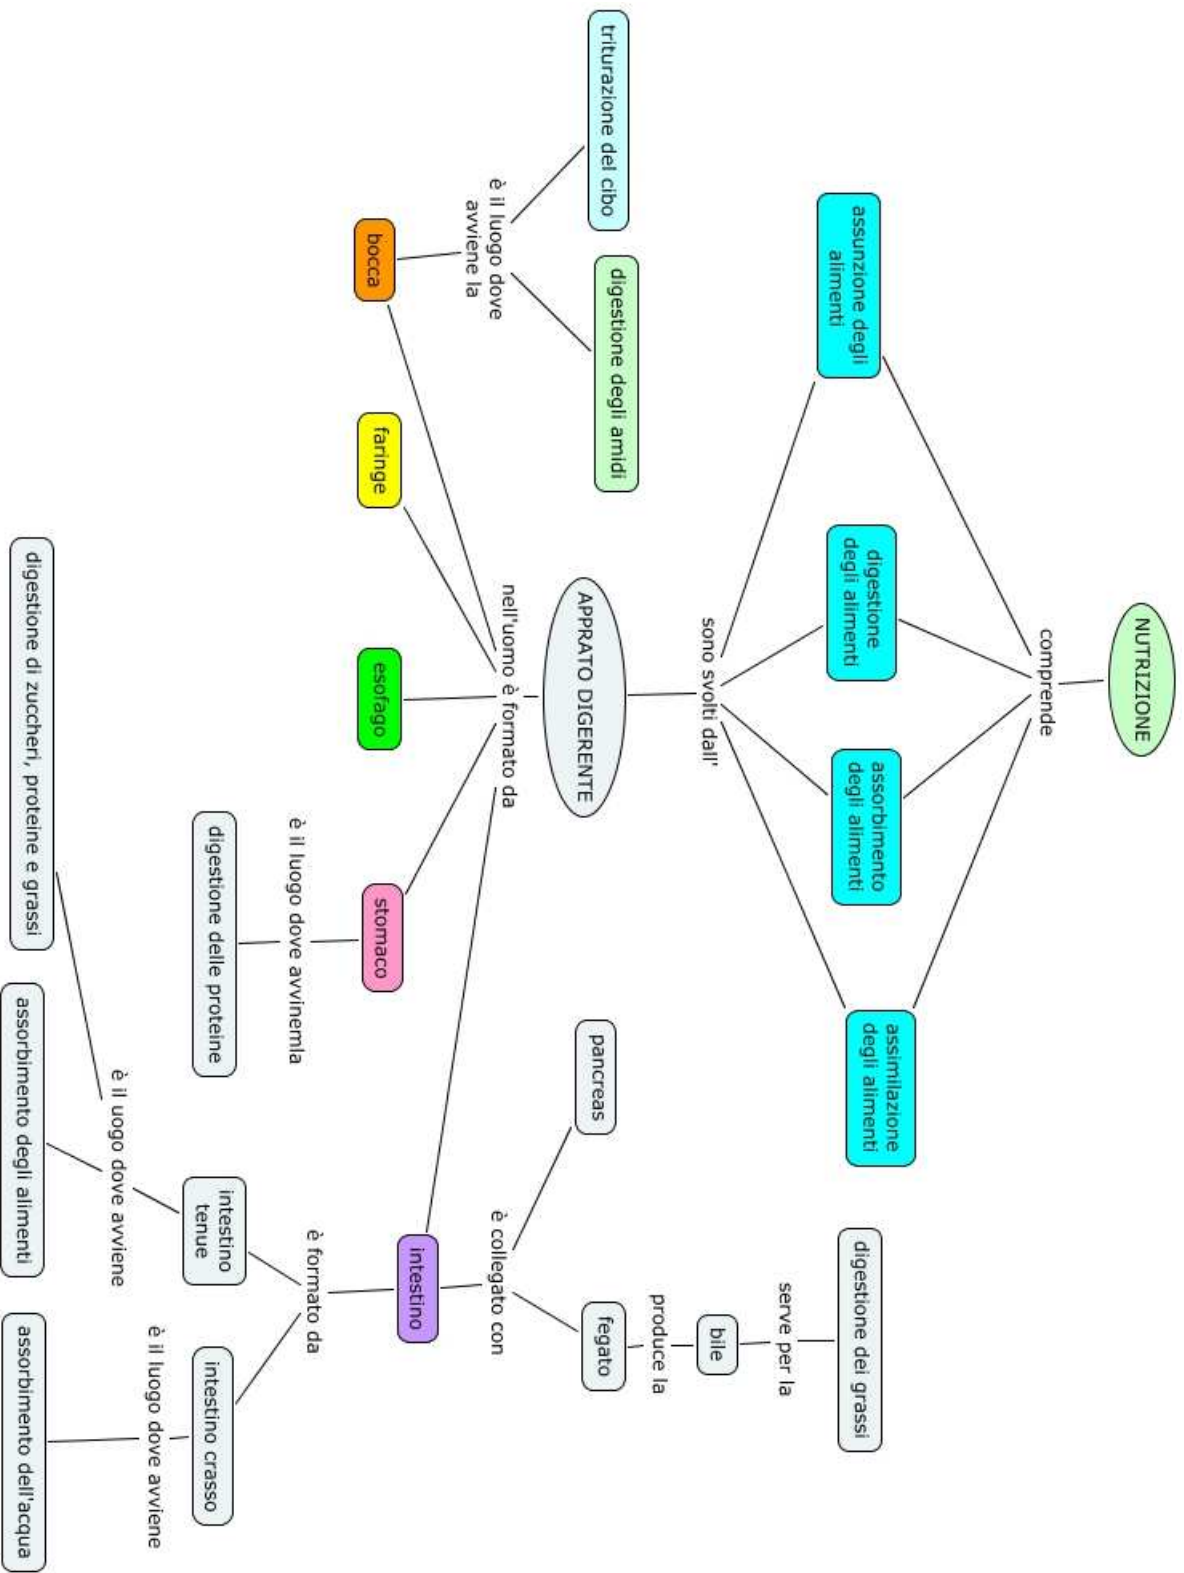 NUTRIZIONE
comprende
assunzione degli
alimenti
digestione
degli alimenti
assorbimento
degli alimenti
assimilazione
degli alimenti
sono svolti dall'
APPRATO DIGERENTE
nell'uomo è formato da
triturazione del cibo
digestione degli amidi
è il luogo dove
avviene la
bocca
faringe
esofago
stomaco
è il luogo dove avvinemla
digestione delle proteine
digestione dei grassi
serve per la
bile
produce la
pancreas
fegato
è collegato con
intestino
è formato da
intestino
tenue
intestino crasso
è il uogo dove avviene
è il luogo dove avviene
digestione di zuccheri, proteine e grassi
assorbimento degli alimenti
assorbimento dell'acqua